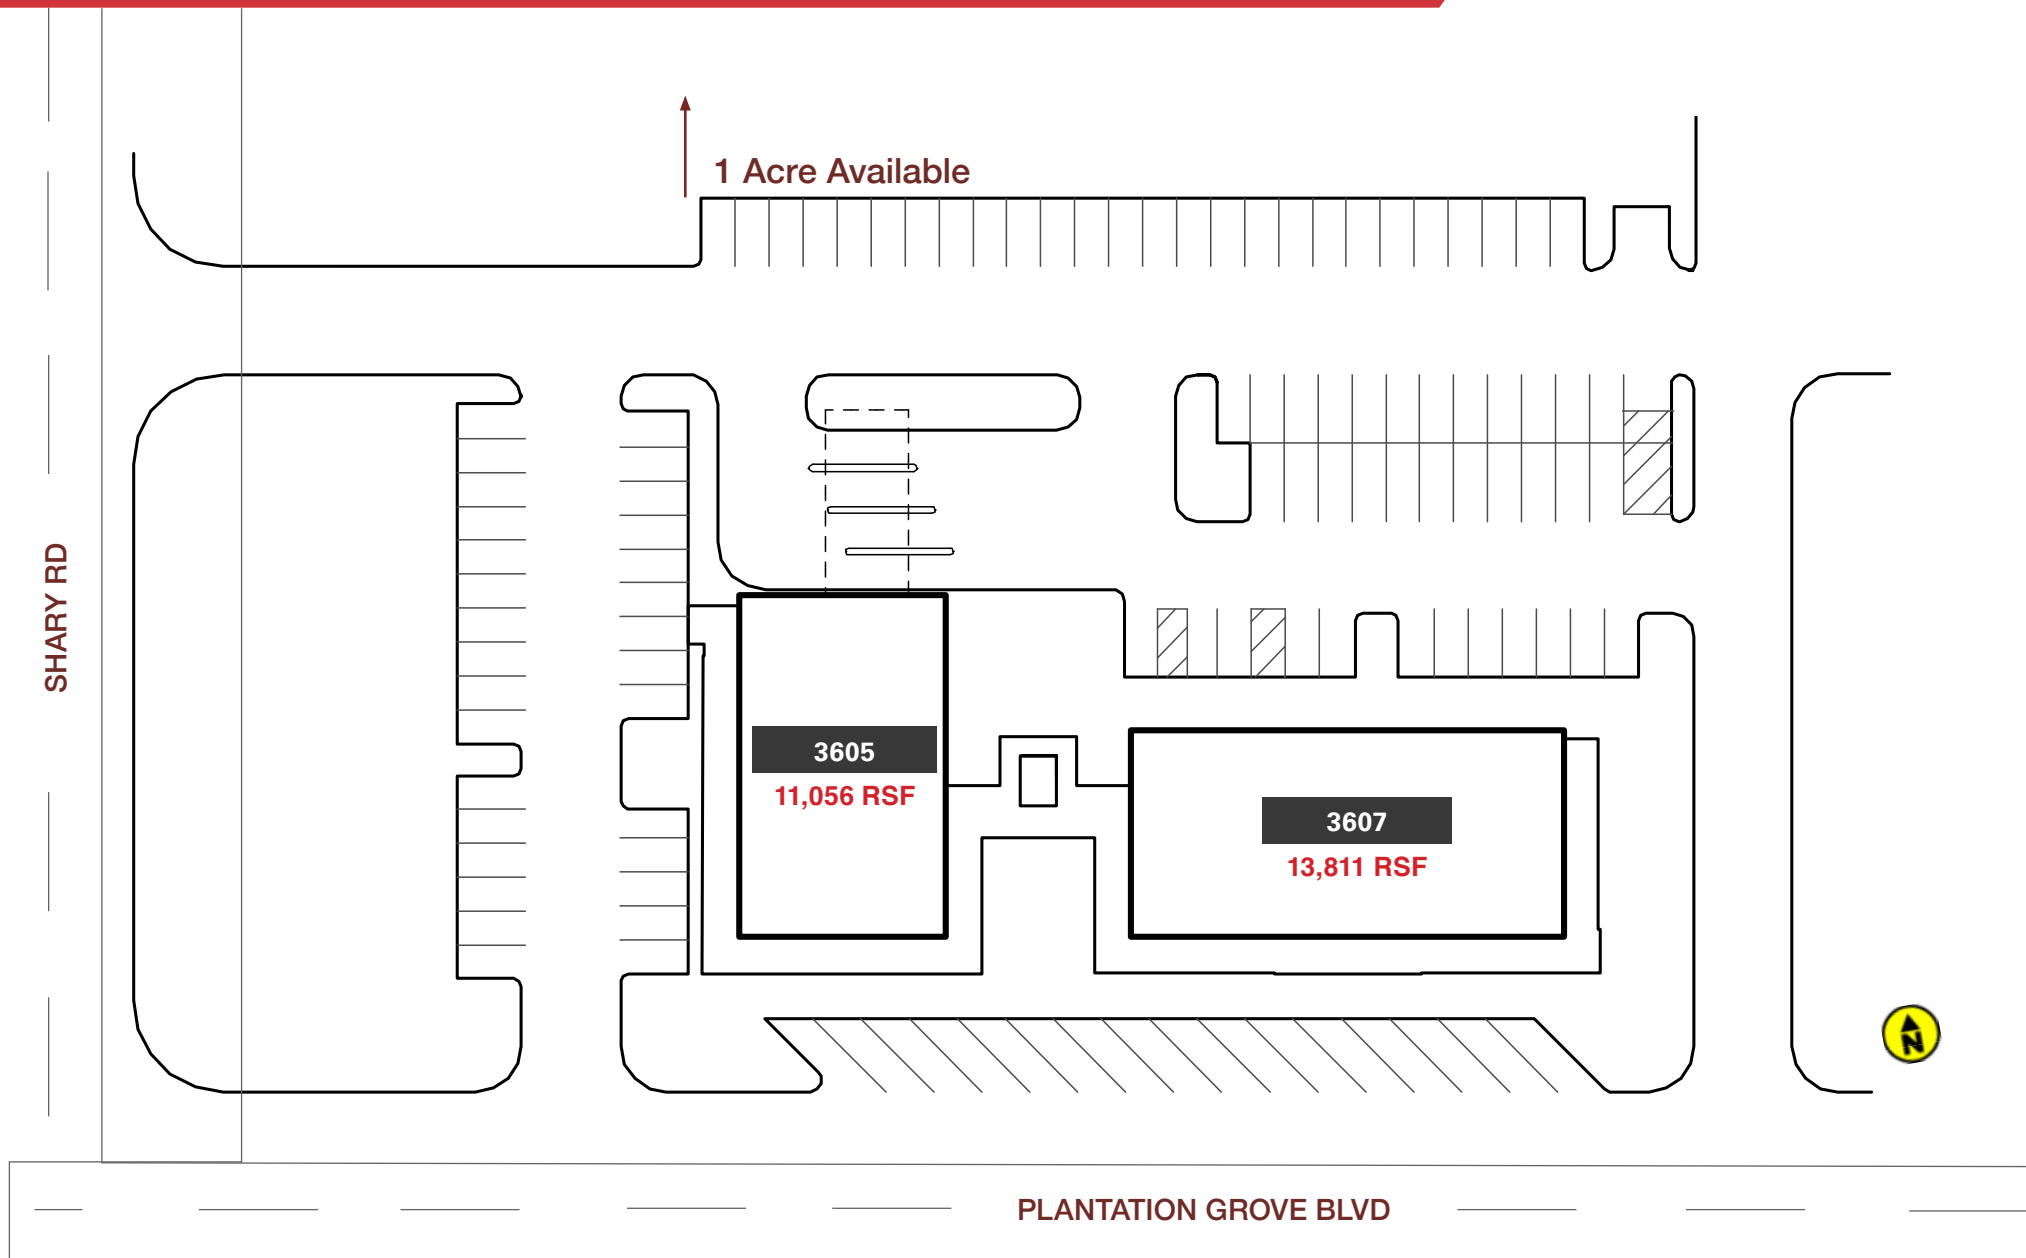 1 Acre Available
SHARY RD
3605
11,056 RSF
3607
13,811 RSF
N
PLANTATION GROVE BLVD